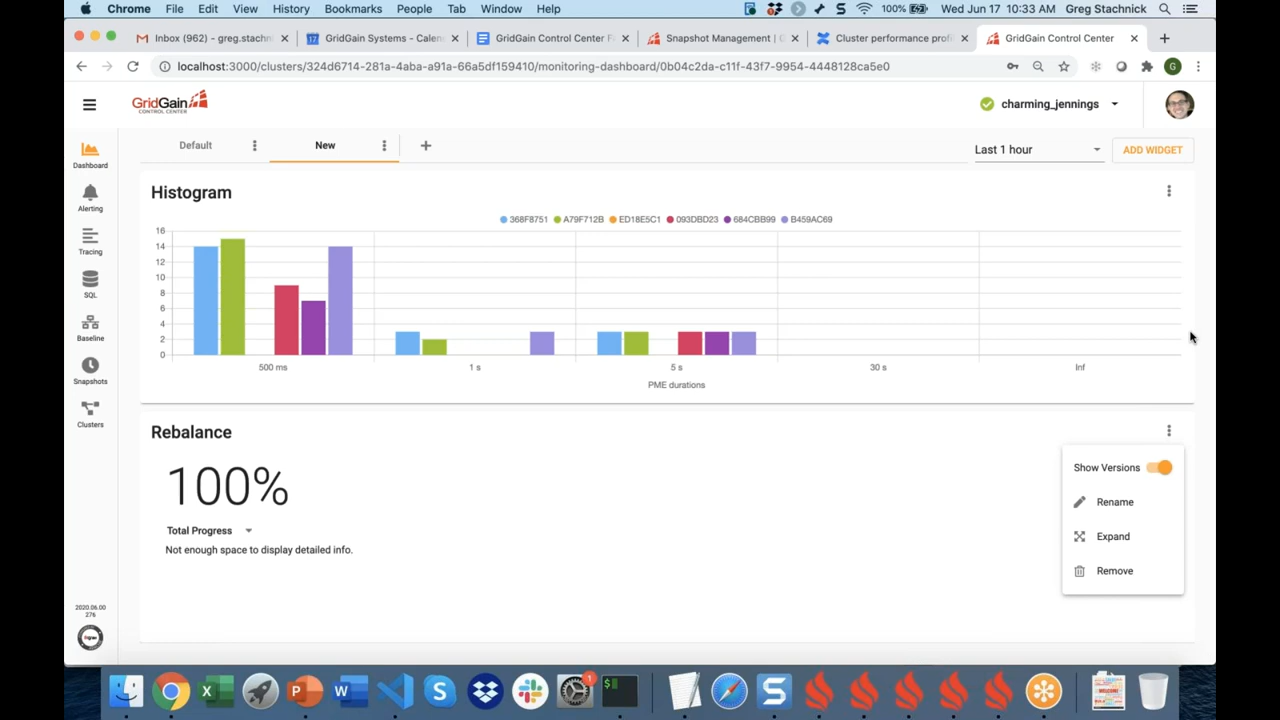 Chrome File Edit View History Bookmarks People Tab Window Help 100% Wed Jun 17 10:33 AM Greg Stachnick
Inbox (962) - greg.stachn GridGain Systems - Calen GridGain Control Center F Snapshot Management | G Cluster performance profi GridGain Control Center
localhost:3000/clusters/324d6714-281a-4aba-a91a-66a5df159410/monitoring-dashboard/0b04c2da-c11f-43f7-9954-4448128ca5e0 G
GridGain
CONTROL CENTER
charming_jennings
Default New Last 1 hour ADD WIDGET
Dashboard
Alerting
Tracing
SQL
Baseline
Snapshots
Clusters
2020.06.00
276
Histogram
368F8751 A79F712B ED18E5C1 093DBD23 684CBB99 B459AC69
16
14
12
10
8
6
4
2
0
500 ms 1 s 5 s 30 s Inf
PME durations
Rebalance
100%
Total Progress
Not enough space to display detailed info.
Show Versions
Rename
Expand
Remove
1